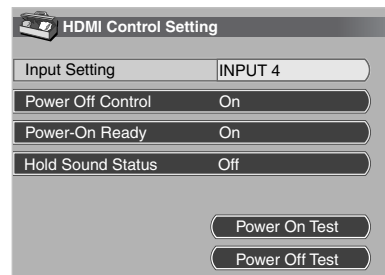 HDMI Control Setting
Input Setting INPUT 4
Power Off Control On
Power-On Ready On
Hold Sound Status Off
Power On Test
Power Off Test